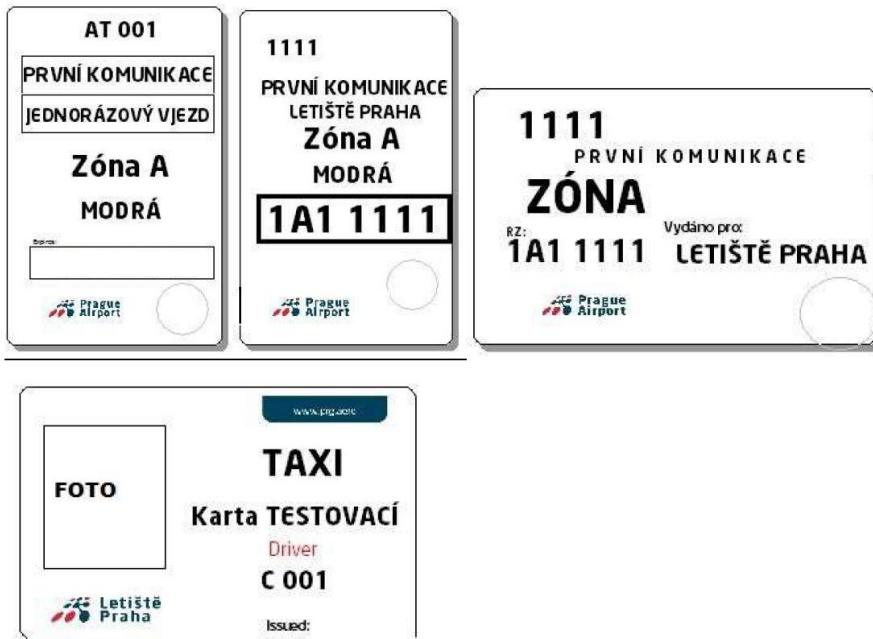 AT 001
PRVNÍ KOMUNIKACE
JEDNORÁZOVÝ VJEZD
Zóna A
MODRÁ
Expires:
Prague
Airport
1111
PRVNÍ KOMUNIKACE
LETIŠTĚ PRAHA
Zóna A
MODRÁ
1A1 1111
Prague
Airport
1111
PRVNÍ KOMUNIKACE
ZÓNA
RZ:
Vydáno pro:
1A1 1111
LETIŠTĚ PRAHA
Prague
Airport
www.prg.aero
FOTO
TAXI
Karta TESTOVACÍ
Driver
C 001
Letiště
Praha
Issued: